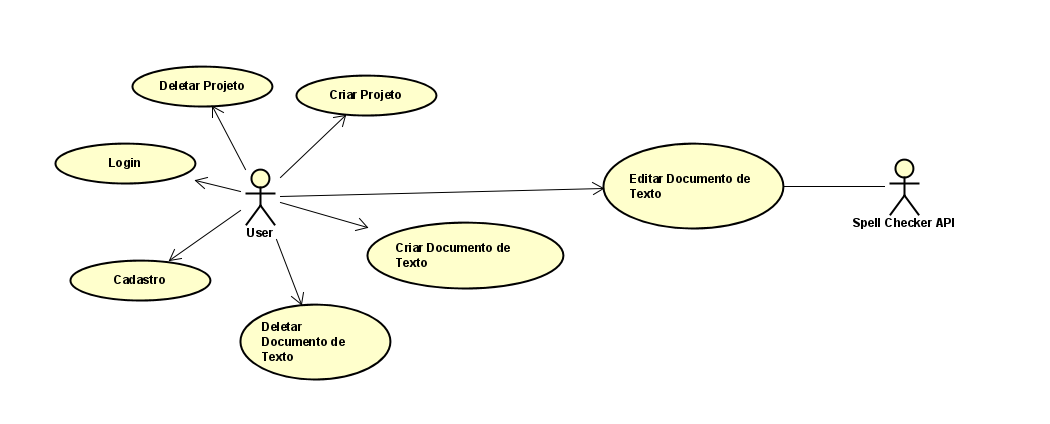 Deletar Projeto
Criar Projeto
Login
User
Cadastro
Criar Documento de
Texto
Deletar
Documento de
Texto
Editar Documento de
Texto
Spell Checker API